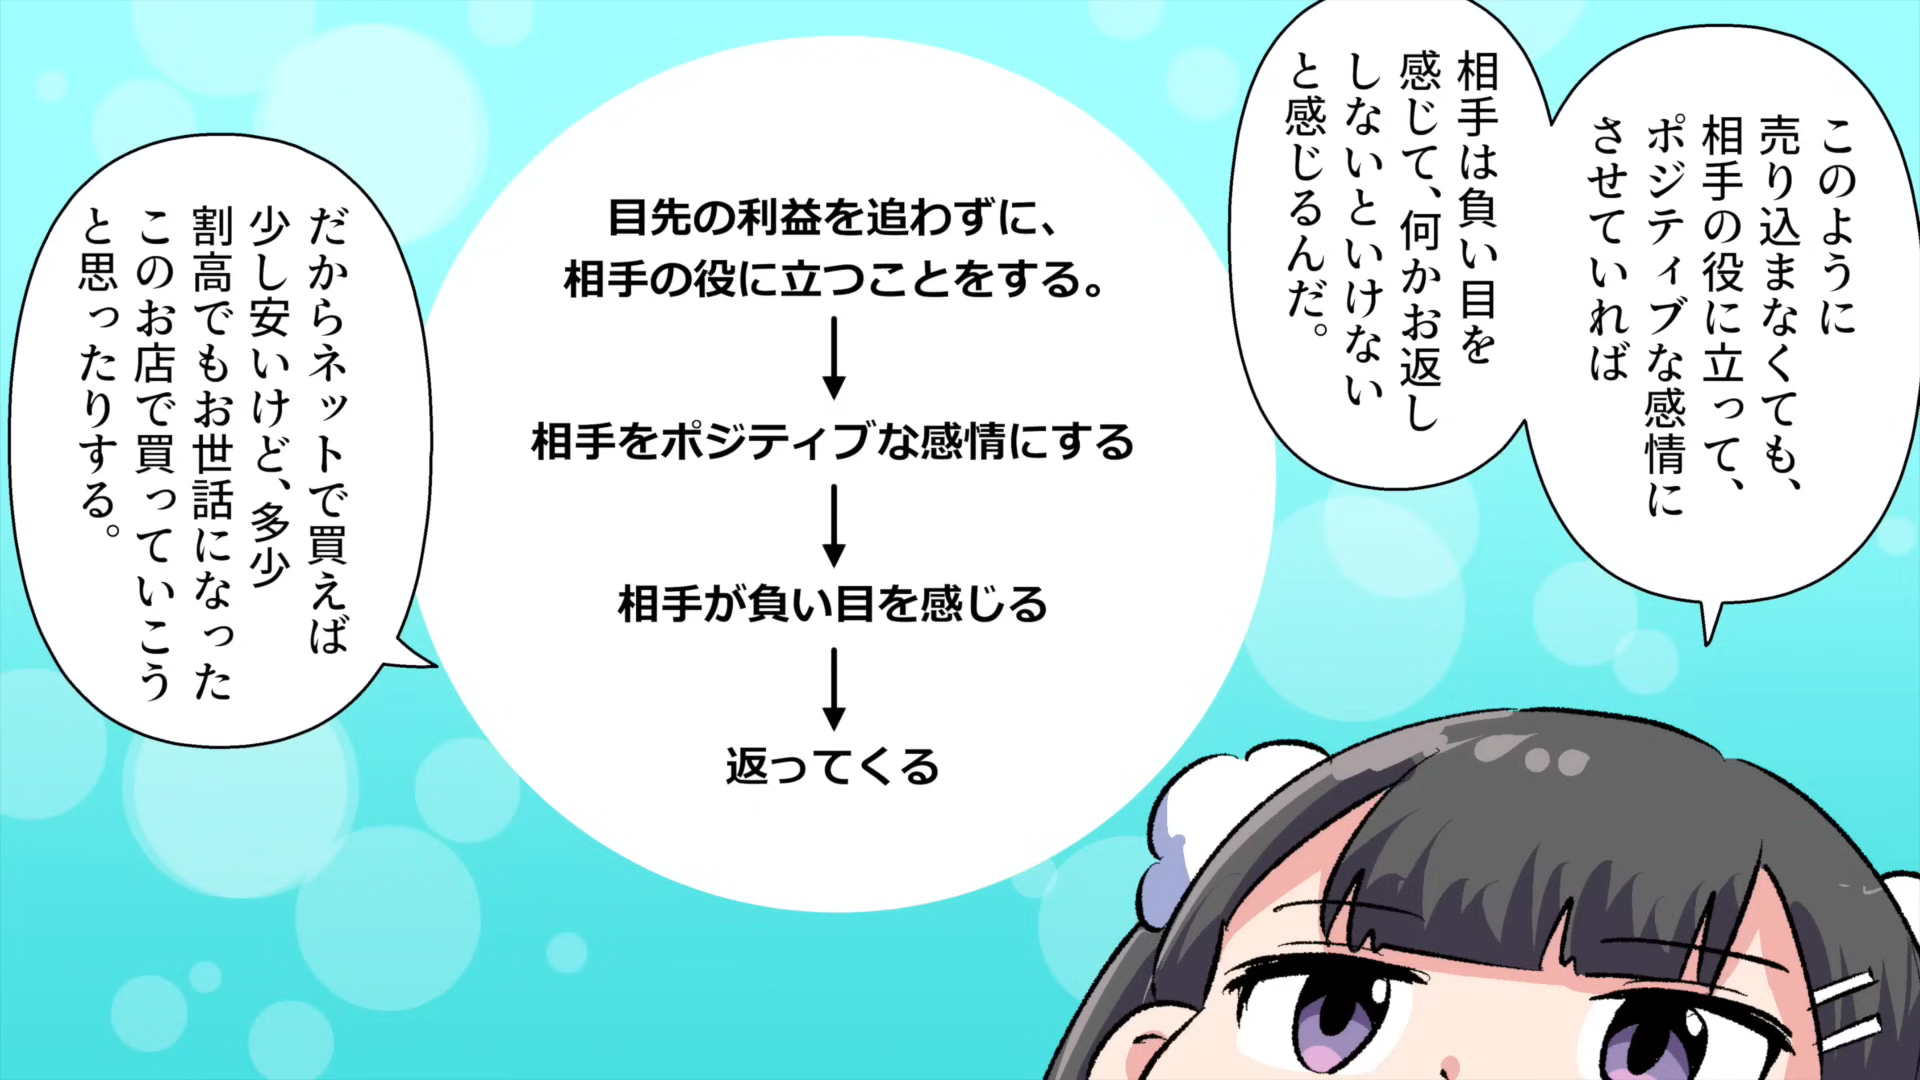 このように
売り込まなくても、
相手の役に立って、
ポジティブな感情に
させていれば
相手は負い目を
感じて、何かお返し
しないといけない
と感じるんだ。
目先の利益を追わずに、
相手の役に立つことをする。
相手をポジティブな感情にする
相手が負い目を感じる
返ってくる
だからネットで買えば
少し安いけど、多少
割高でもお世話になった
このお店で買っていこう
と思ったりする。